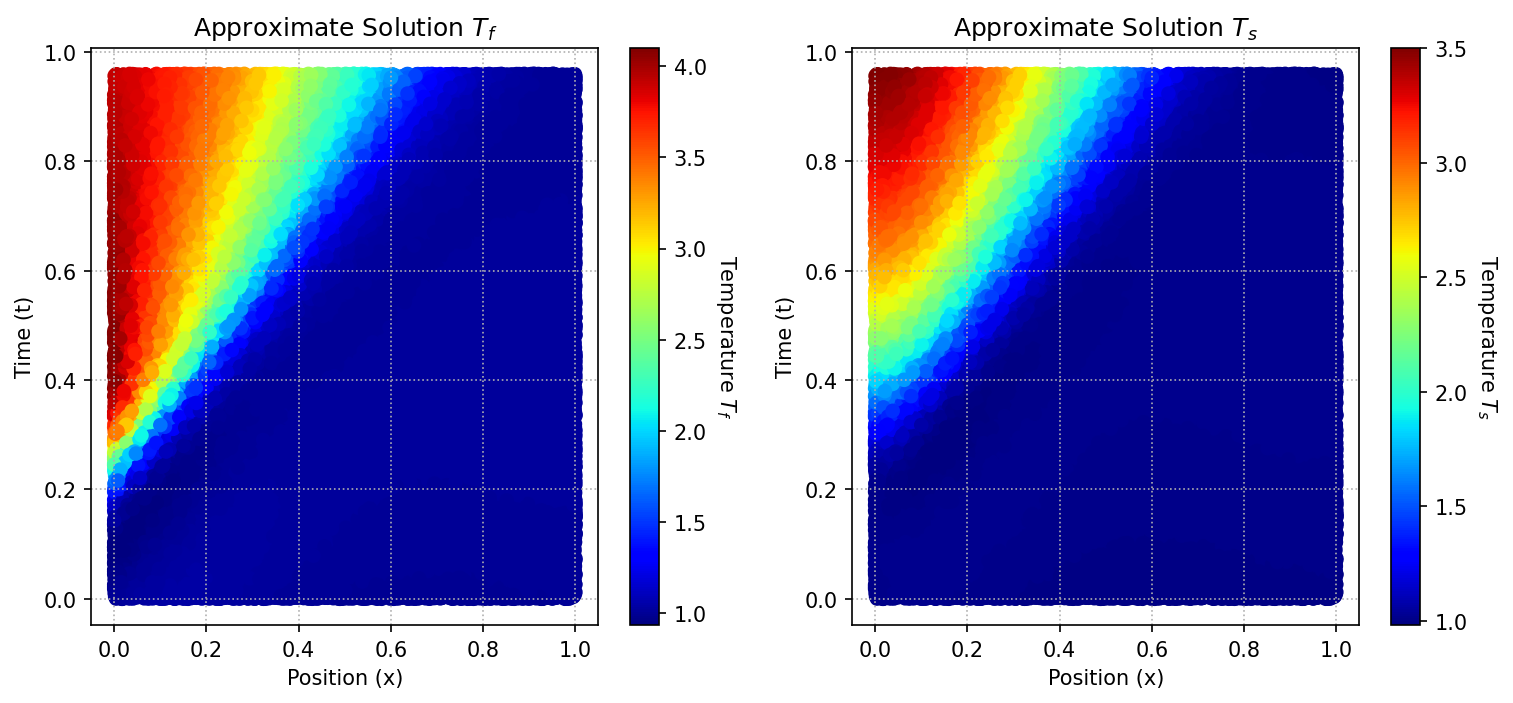 Approximate Solution $T_f$
1.0
0.8
0.6
0.4
0.2
0.0
Time (t)
0.0 0.2 0.4 0.6 0.8 1.0
Position (x)
4.0
3.5
3.0
2.5
2.0
1.5
1.0
Temperature $T_f$
Approximate Solution $T_s$
1.0
0.8
0.6
0.4
0.2
0.0
Time (t)
0.0 0.2 0.4 0.6 0.8 1.0
Position (x)
3.5
3.0
2.5
2.0
1.5
1.0
Temperature $T_s$